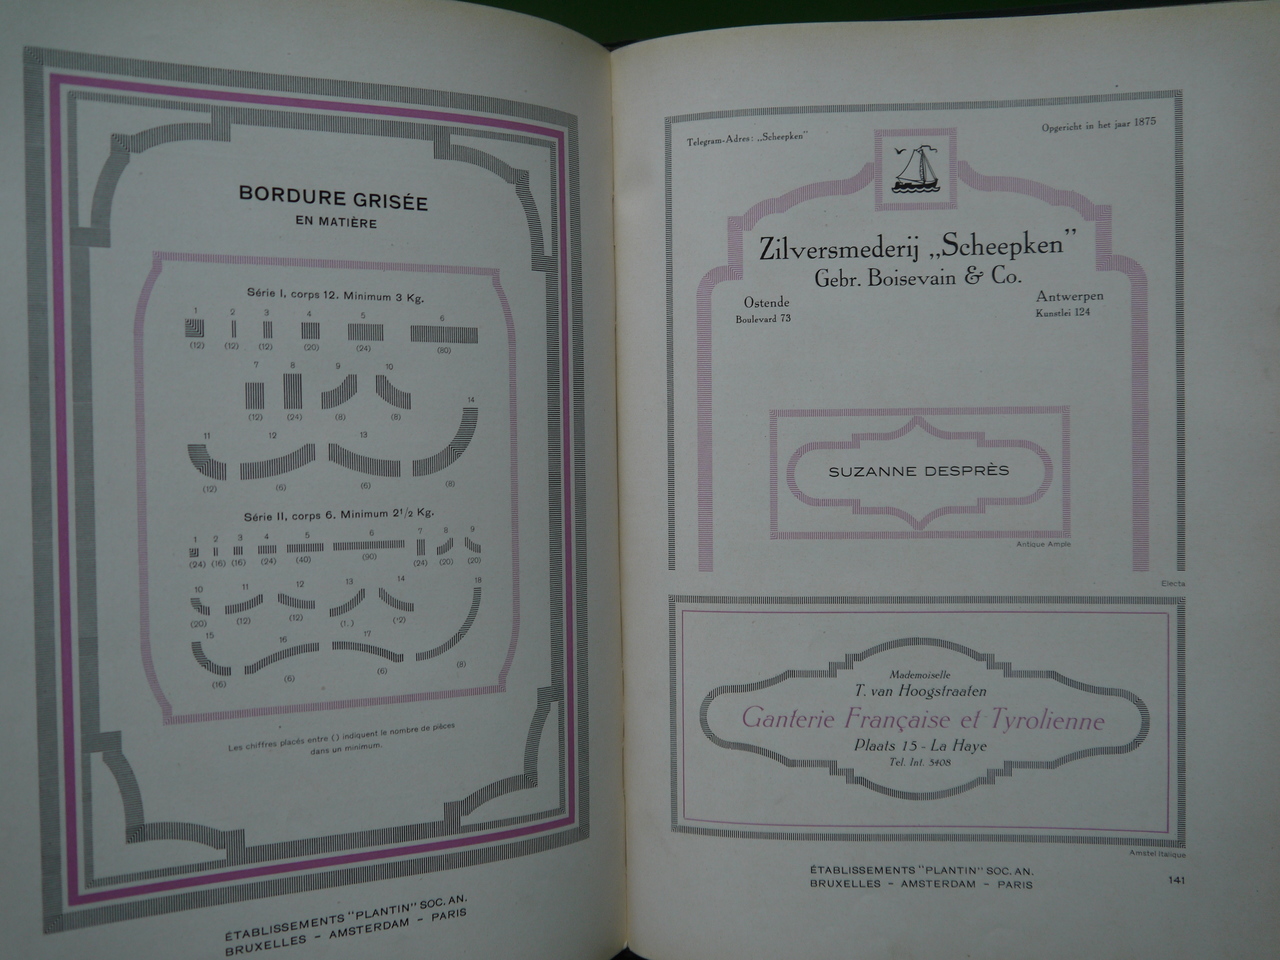 BORDURE GRISÉE
EN MATIÈRE
Série I, corps 12. Minimum 3 Kg.
1 2 3 4 5 6
(12) (12) (12) (20) (24) (80)
7 8 9 10
(12) (24) (8) (8)
14
11 12 13
(12) (6) (6) (8)
Série II, corps 6. Minimum 2 1/2 Kg.
1 2 3 4 5 6 7 8 9
(24) (16) (16) (24) (40) (90) (24) (20) (20)
10 11 12 13 14 18
(20) (12) (12)
15 16 17
(16) (6) (6) (8)
Les chiffres placés entre ( ) indiquent le nombre de pièces
dans un minimum.
ÉTABLISSEMENTS "PLANTIN" SOC. AN.
BRUXELLES - AMSTERDAM - PARIS
Telegram-Adres: „Scheepken"
Opgericht in het jaar 1875
Zilversmederij „Scheepken"
Gebr. Boisevain & Co.
Ostende
Boulevard 73
Antwerpen
Kunstlei 124
SUZANNE DESPRÈS
Antique Ample
Electa
Mademoiselle
T. van Hoogstraaten
Ganterie Française et Tyrolienne
Plaats 15 - La Haye
Tel. Int. 5408
Amstel Italique
ÉTABLISSEMENTS "PLANTIN" SOC. AN.
BRUXELLES - AMSTERDAM - PARIS
141